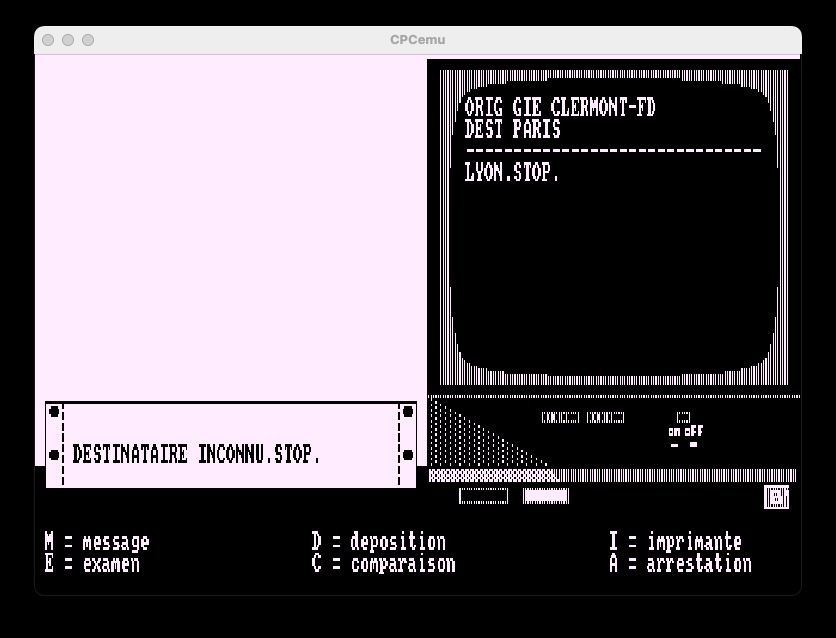 CPCemu
ORIG GIE CLERMONT-FD
DEST PARIS
-------------------------------
LYON.STOP.
on off
DESTINATAIRE INCONNU.STOP.
M = message D = deposition I = imprimante
E = examen C = comparaison A = arrestation